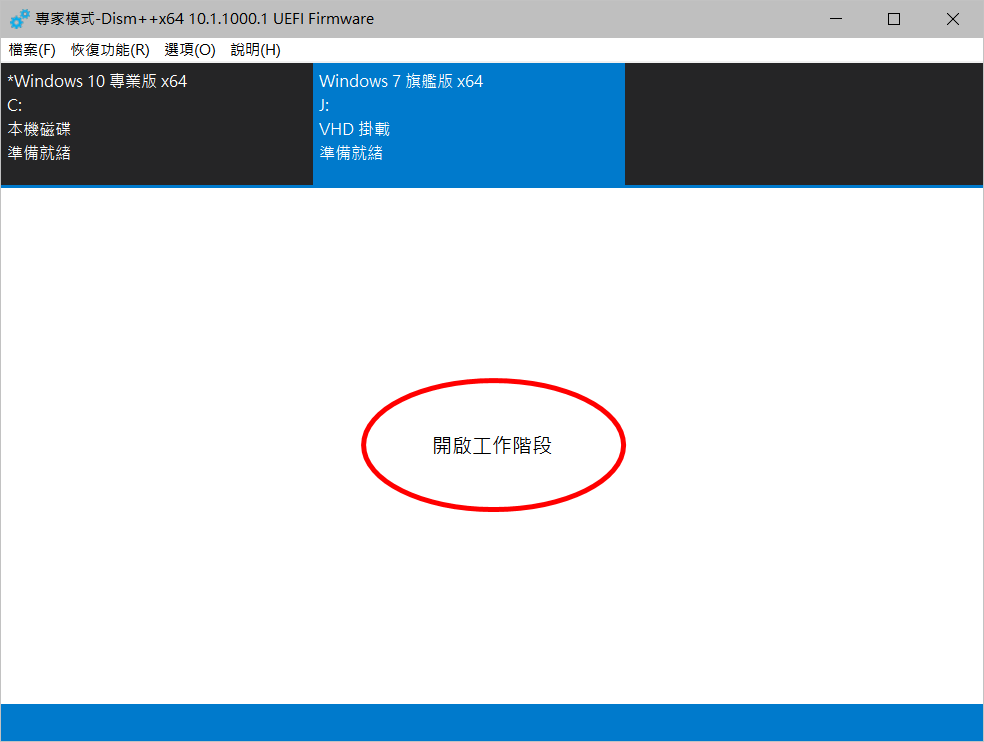 專家模式-Dism++x64 10.1.1000.1 UEFI Firmware
檔案(F) 恢復功能(R) 選項(O) 說明(H)
*Windows 10 專業版 x64
C:
本機磁碟
準備就緒
Windows 7 旗艦版 x64
J:
VHD 掛載
準備就緒
開啟工作階段